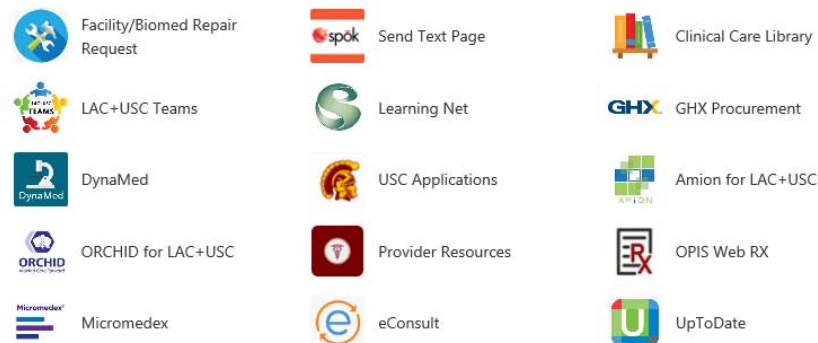 Facility/Biomed Repair
Request
spók
Send Text Page
Clinical Care Library
LAC+USC
TEAMS
LAC+USC Teams
Learning Net
GHX
GHX Procurement
DynaMed
DynaMed
USC Applications
AMiON
Amion for LAC+USC
ORCHID
ORCHID for LAC+USC
Provider Resources
RX
OPIS Web RX
Micromedex
Micromedex
e
eConsult
U
UpToDate